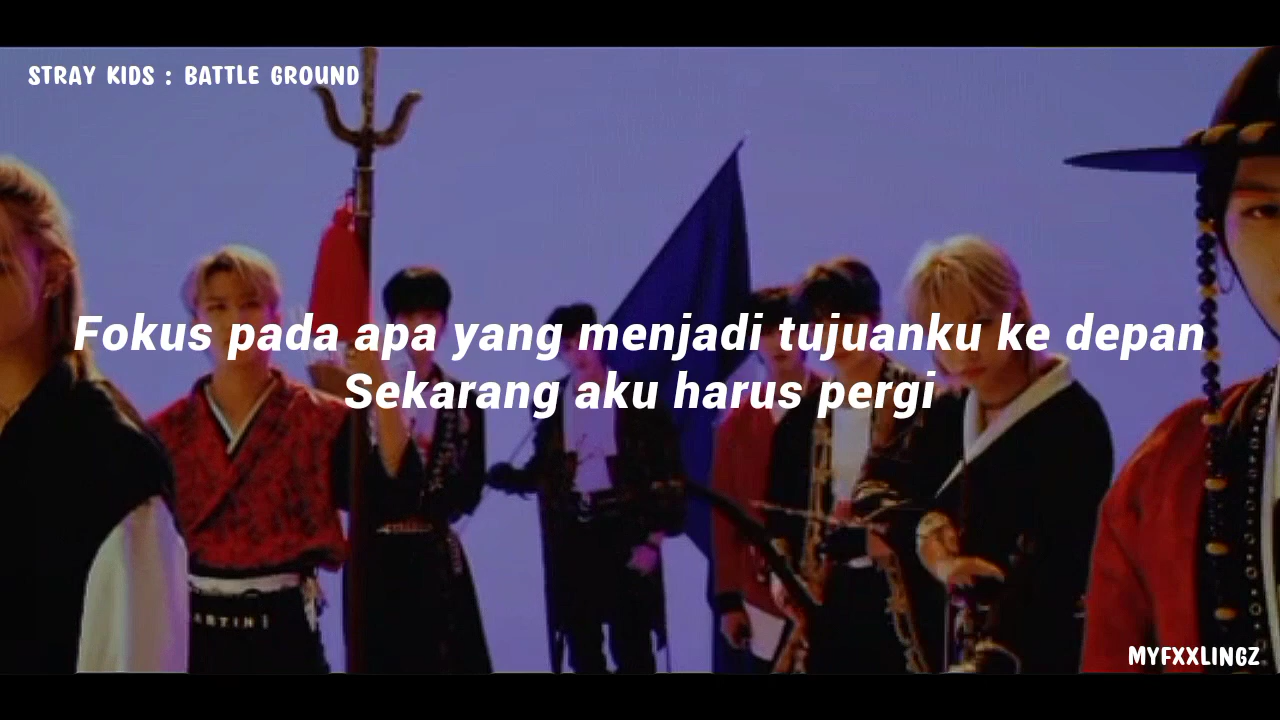 STRAY KIDS : BATTLE GROUND
Fokus pada apa yang menjadi tujuanku ke depan
Sekarang aku harus pergi
MYFXXLINGZ